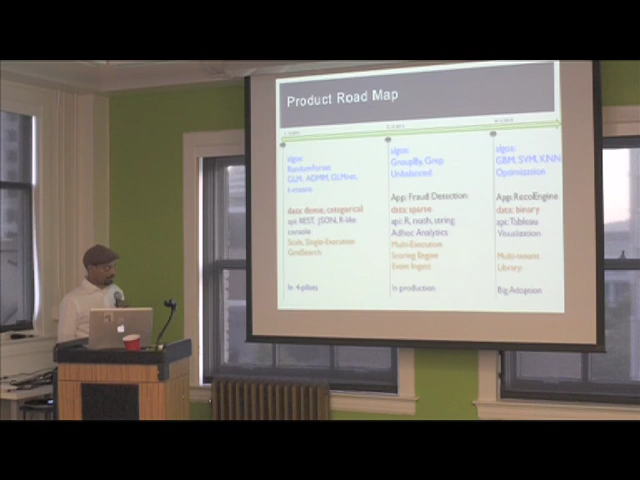 Product Road Map
algos:
RandomForest
GLM, ADMM, GLMnet,
k-means
data: dense, categorical
api: REST, JSON, R-like
console
Scale, Single-Execution
GridSearch
In 4-pilots
algos:
GroupBy, Grep
Unbalanced
App: Fraud Detection:
data: sparse
api: R, math, string
Adhoc Analytics
Multi-Execution
Scoring Engine
Event Ingest
In production
algos:
GBM, SVM, KNN
Optimization
App: RecoEngine
data: binary
api: Tableau
Visualization
Multi-tenant
Library:
Big Adoption